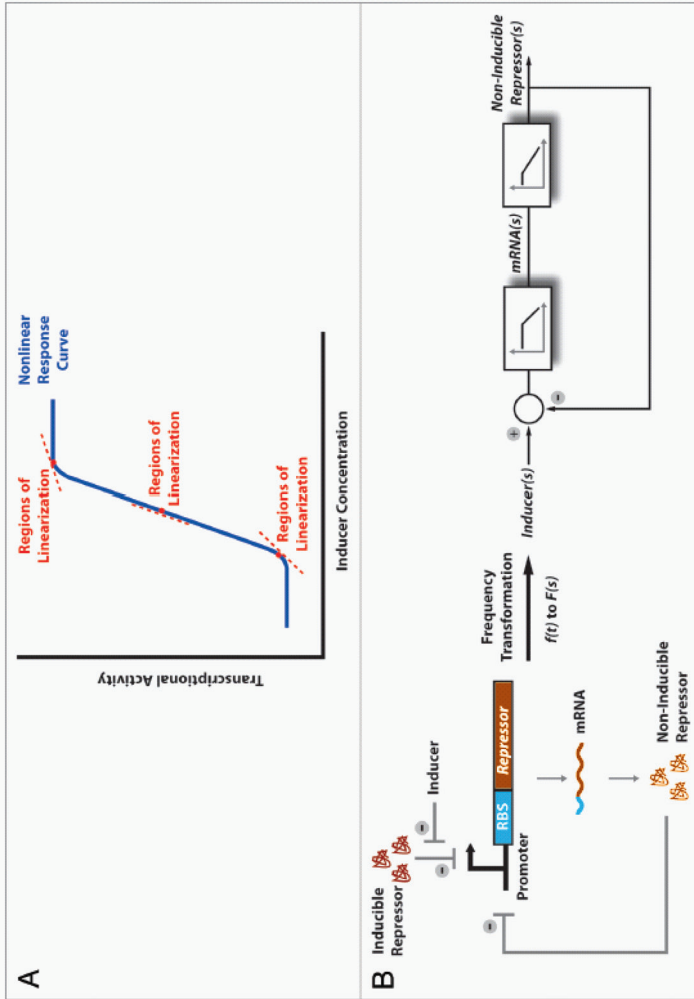 A
Transcriptional Activity
Inducer Concentration
Regions of
Linearization
Nonlinear
Response
Curve
Regions of
Linearization
Regions of
Linearization
B
Inducible
Repressor
Inducer
−
−
−
Promoter
RBS
Repressor
mRNA
Non-Inducible
Repressor
Frequency
Transformation
f(t) to F(s)
Inducer(s)
+
−
mRNA(s)
Non-Inducible
Repressor(s)